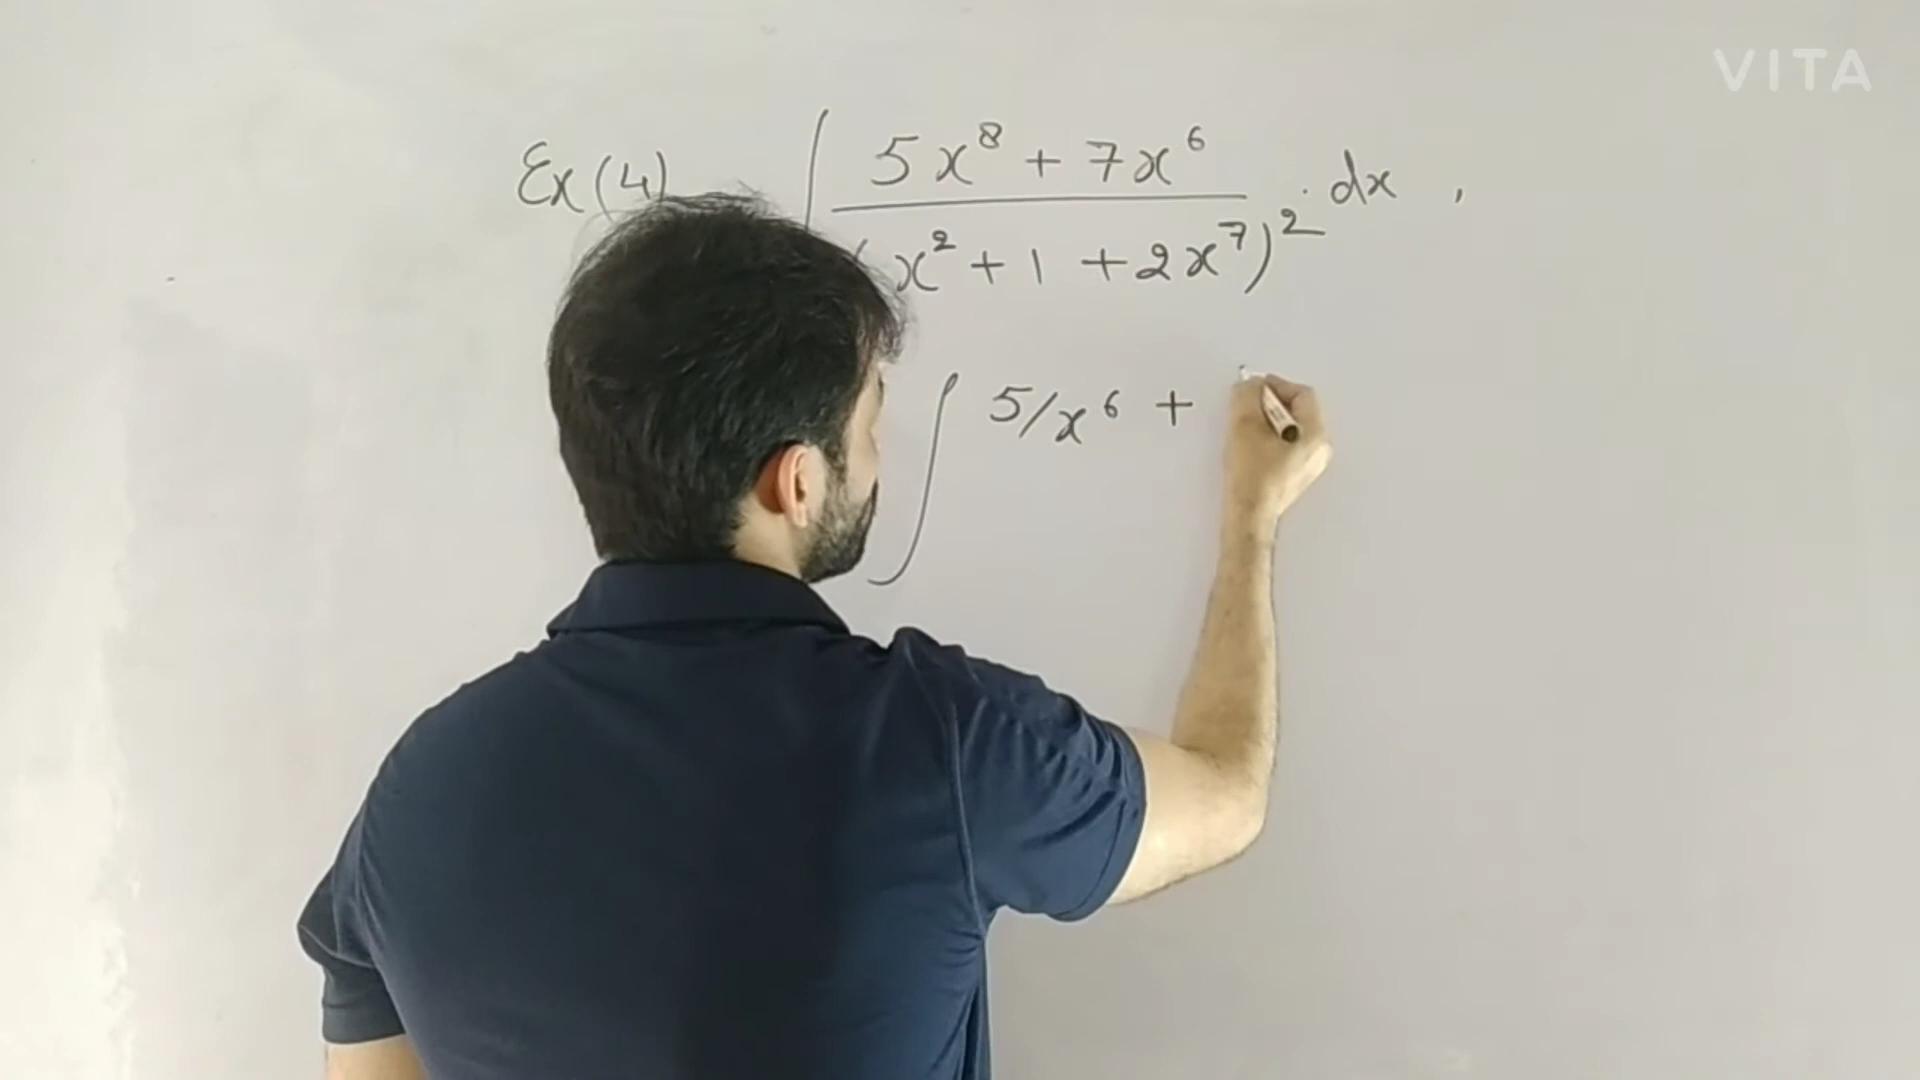 VITA
Ex (4) ∫ 5x⁸ + 7x⁶ / (x² + 1 + 2x⁷)² · dx ,
∫ 5/x⁶ +